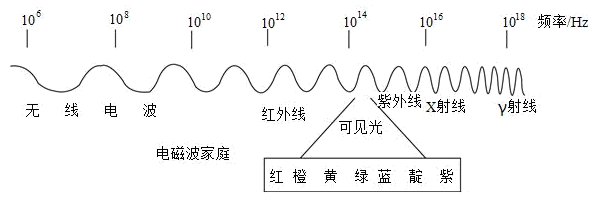 10^6 10^8 10^10 10^12 10^14 10^16 10^18 频率/Hz
无 线 电 波 红外线 紫外线 X射线 γ射线
可见光
电磁波家庭
红 橙 黄 绿 蓝 靛 紫